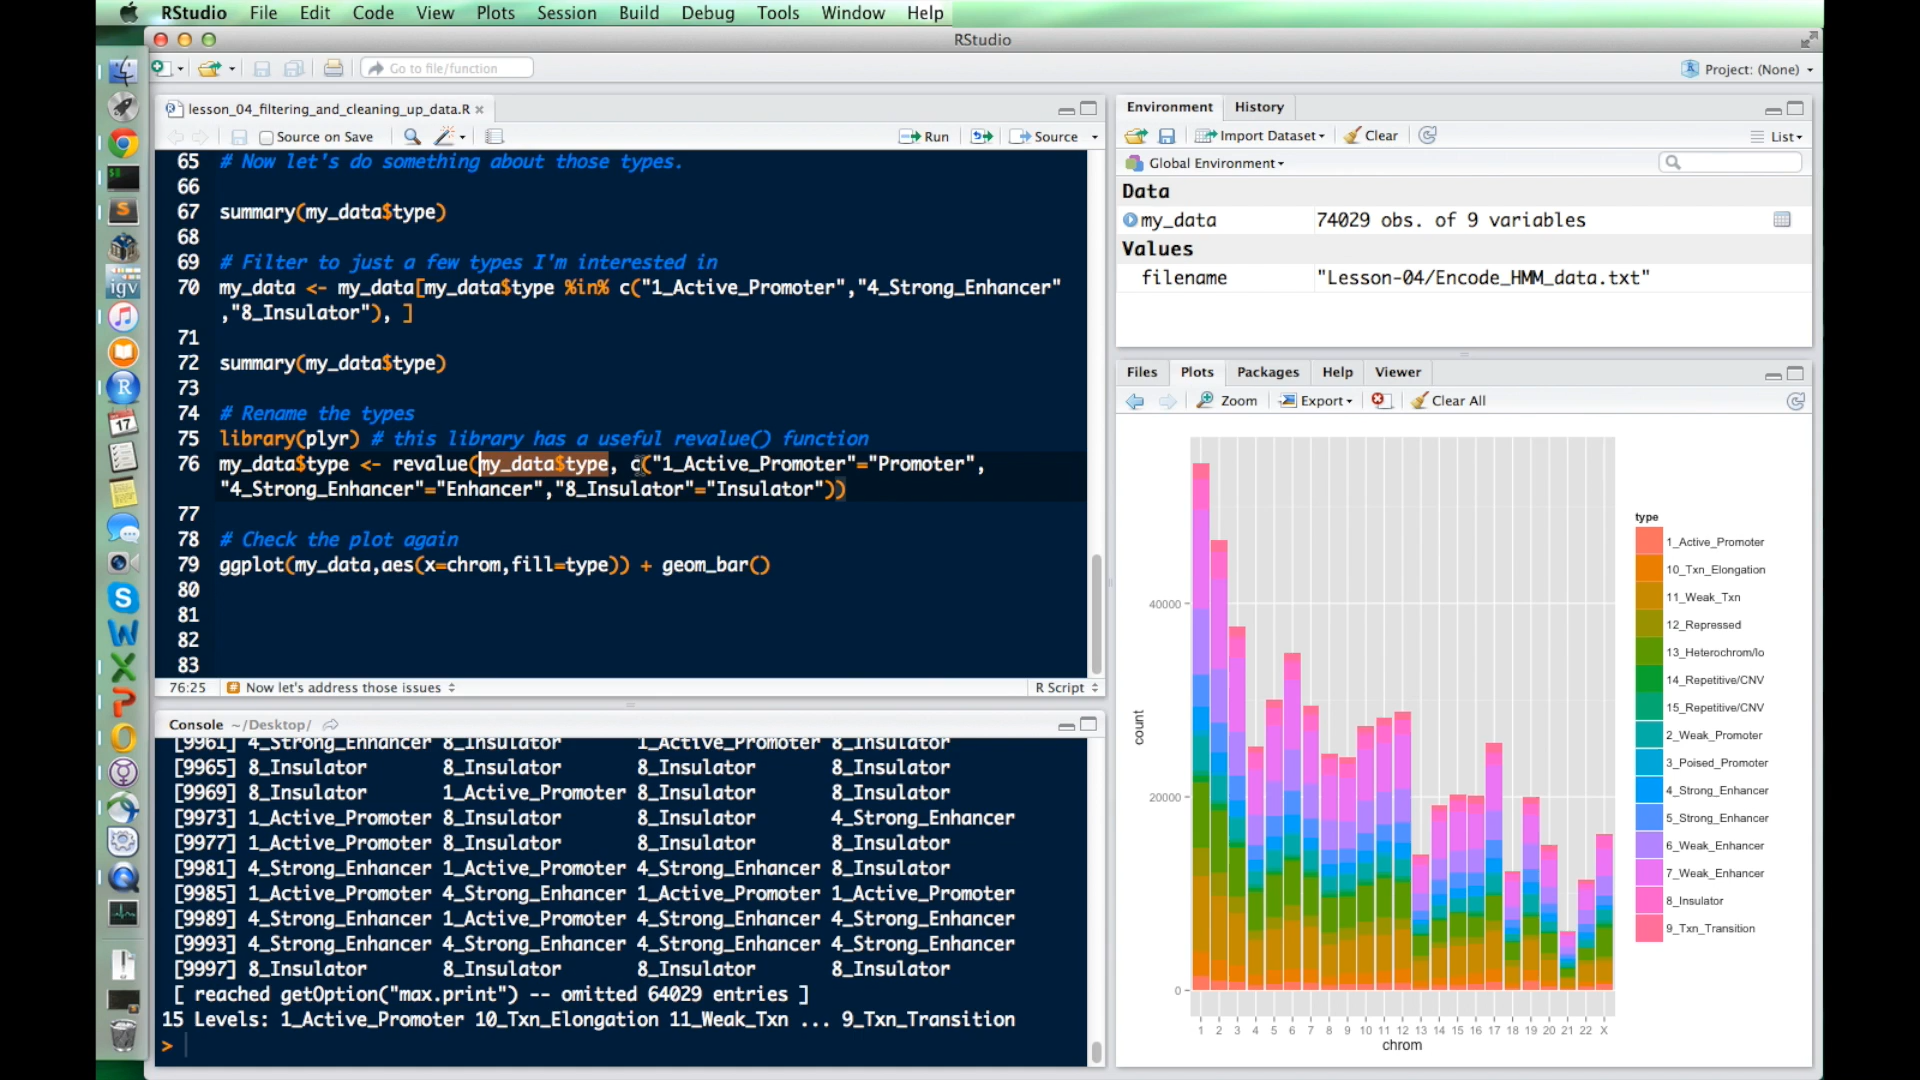 RStudio File Edit Code View Plots Session Build Debug Tools Window Help
RStudio
Go to file/function
Project: (None)
lesson_04_filtering_and_cleaning_up_data.R
Source on Save
Run
Source
65 # Now let's do something about those types.
66
67 summary(my_data$type)
68
69 # Filter to just a few types I'm interested in
70 my_data <- my_data[my_data$type %in% c("1_Active_Promoter","4_Strong_Enhancer"
,"8_Insulator"), ]
71
72 summary(my_data$type)
73
74 # Rename the types
75 library(plyr) # this library has a useful revalue() function
76 my_data$type <- revalue(my_data$type, c("1_Active_Promoter"="Promoter",
"4_Strong_Enhancer"="Enhancer","8_Insulator"="Insulator"))
77
78 # Check the plot again
79 ggplot(my_data,aes(x=chrom,fill=type)) + geom_bar()
80
81
82
83
76:25 Now let's address those issues R Script
Console ~/Desktop/
[9961] 4_Strong_Enhancer 8_Insulator 1_Active_Promoter 8_Insulator
[9965] 8_Insulator 8_Insulator 8_Insulator 8_Insulator
[9969] 8_Insulator 1_Active_Promoter 8_Insulator 8_Insulator
[9973] 1_Active_Promoter 8_Insulator 8_Insulator 4_Strong_Enhancer
[9977] 1_Active_Promoter 8_Insulator 8_Insulator 8_Insulator
[9981] 4_Strong_Enhancer 1_Active_Promoter 4_Strong_Enhancer 8_Insulator
[9985] 1_Active_Promoter 4_Strong_Enhancer 1_Active_Promoter 1_Active_Promoter
[9989] 4_Strong_Enhancer 1_Active_Promoter 4_Strong_Enhancer 4_Strong_Enhancer
[9993] 4_Strong_Enhancer 4_Strong_Enhancer 4_Strong_Enhancer 4_Strong_Enhancer
[9997] 8_Insulator 8_Insulator 8_Insulator 8_Insulator
[ reached getOption("max.print") -- omitted 64029 entries ]
15 Levels: 1_Active_Promoter 10_Txn_Elongation 11_Weak_Txn ... 9_Txn_Transition
>
Environment History
Import Dataset Clear List
Global Environment
Data
my_data 74029 obs. of 9 variables
Values
filename "Lesson-04/Encode_HMM_data.txt"
Files Plots Packages Help Viewer
Zoom Export Clear All
type
1_Active_Promoter
10_Txn_Elongation
11_Weak_Txn
12_Repressed
13_Heterochrom/lo
14_Repetitive/CNV
15_Repetitive/CNV
2_Weak_Promoter
3_Poised_Promoter
4_Strong_Enhancer
5_Strong_Enhancer
6_Weak_Enhancer
7_Weak_Enhancer
8_Insulator
9_Txn_Transition
count
40000
20000
0
1 2 3 4 5 6 7 8 9 10 11 12 13 14 15 16 17 18 19 20 21 22 X
chrom
igv
17